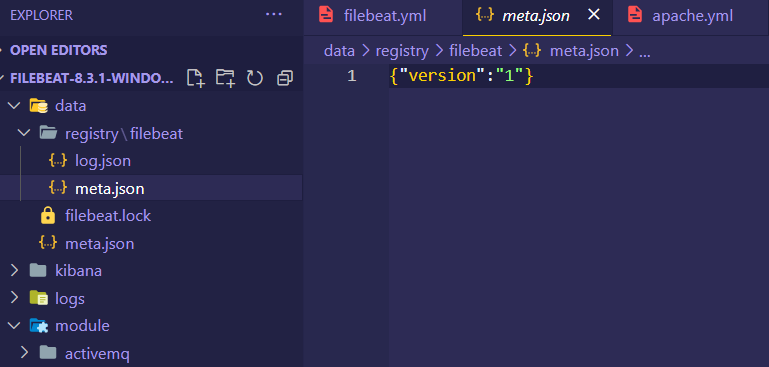 EXPLORER ...
OPEN EDITORS
FILEBEAT-8.3.1-WINDO...
data
registry\filebeat
log.json
meta.json
filebeat.lock
meta.json
kibana
logs
module
activemq
filebeat.yml meta.json apache.yml
data > registry > filebeat > meta.json > ...
1 {"version":"1"}